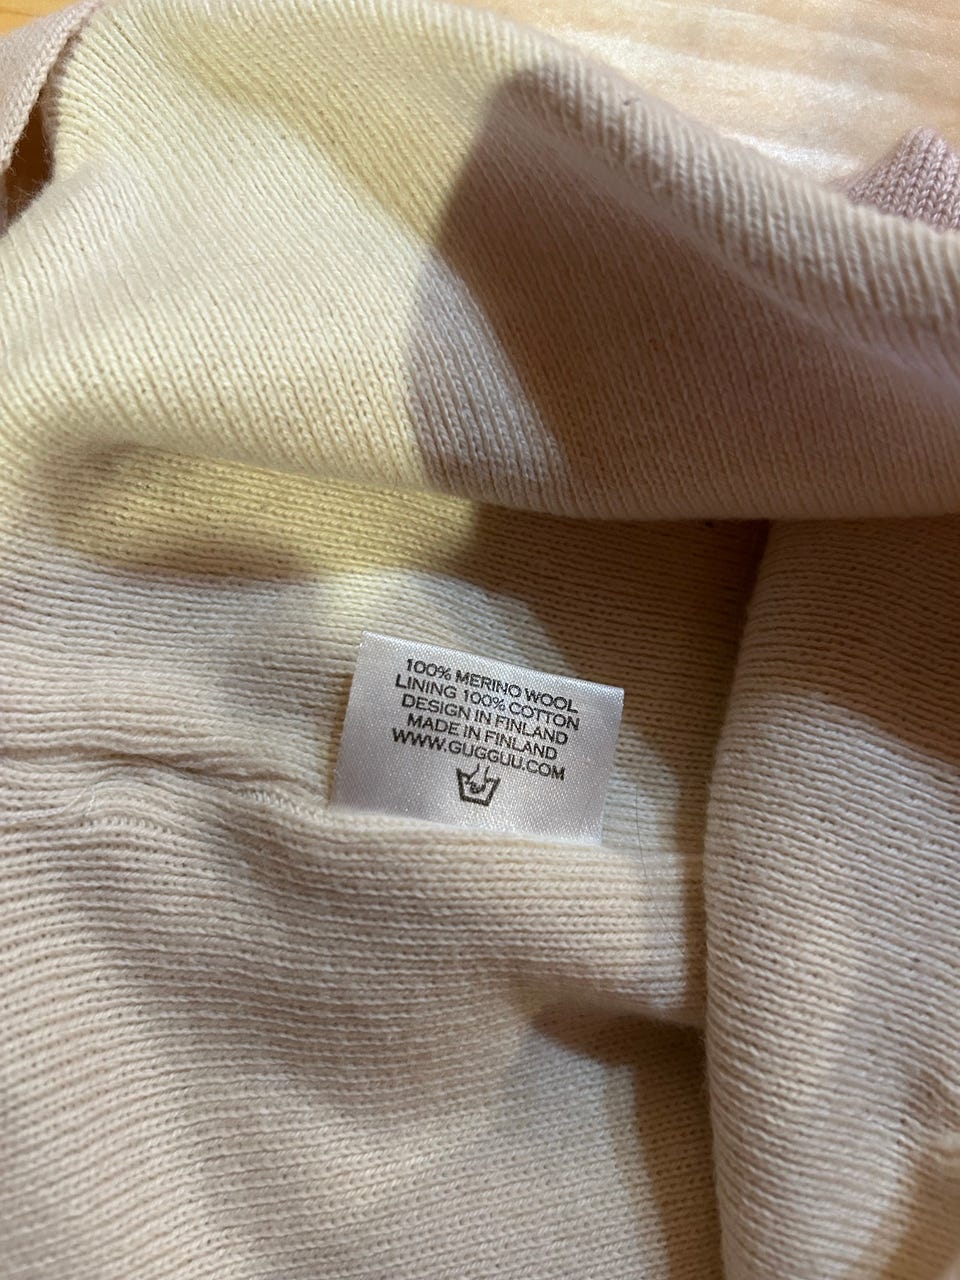 100% MERINO WOOL
LINING 100% COTTON
DESIGN IN FINLAND
MADE IN FINLAND
WWW.GUGGUU.COM